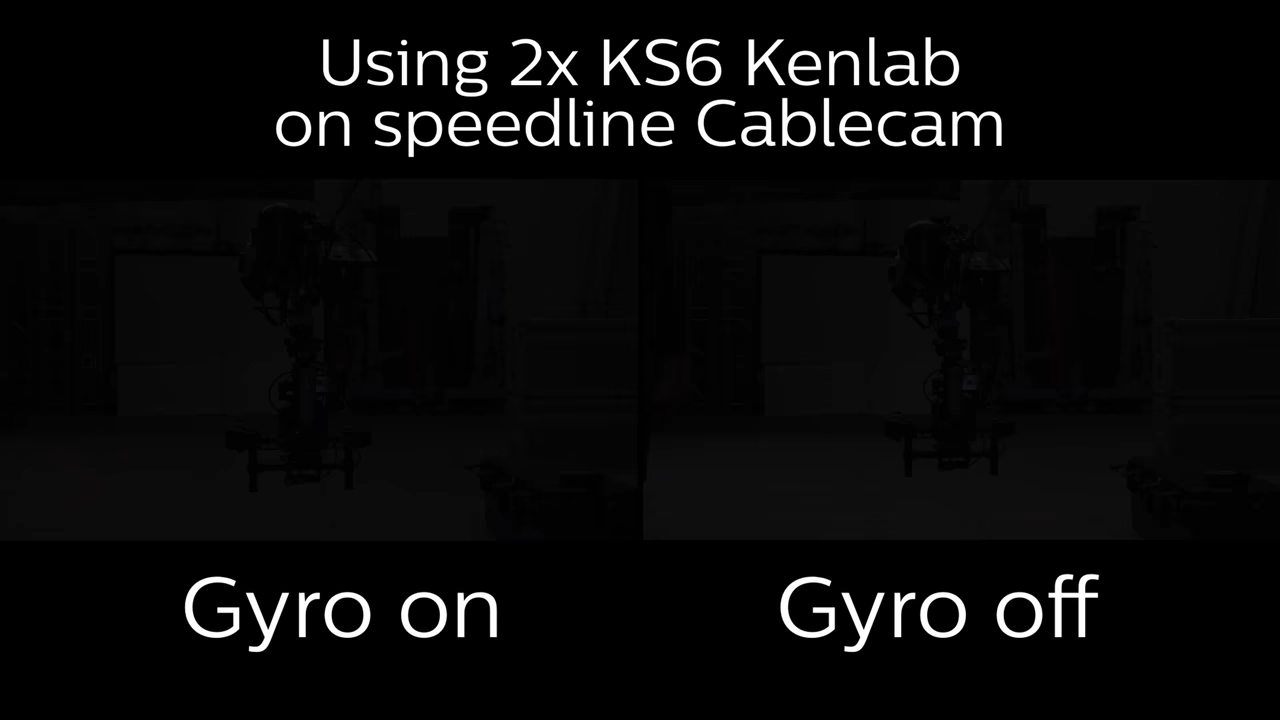 Using 2x KS6 Kenlab
on speedline Cablecam
Gyro on
Gyro off